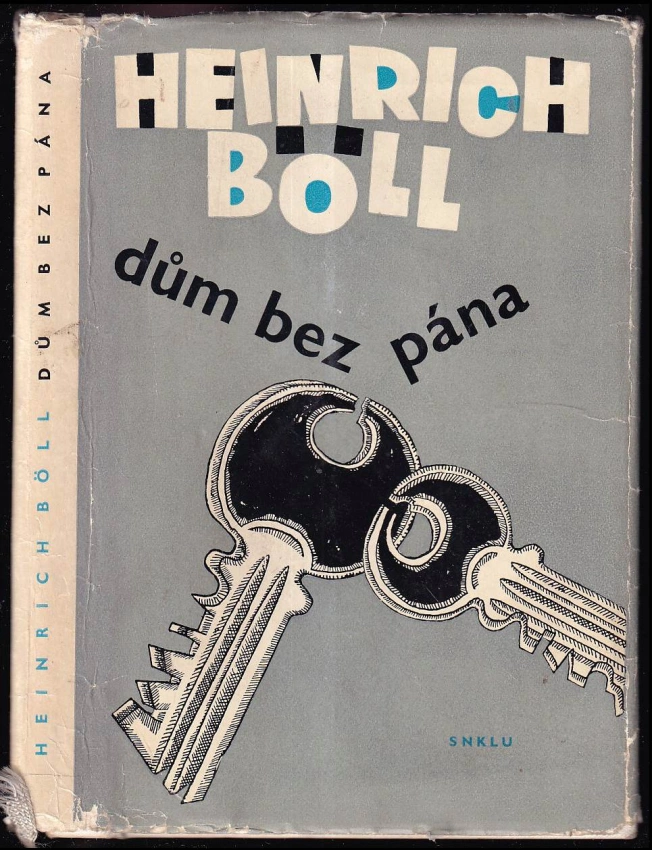 HEINRICH
BÖLL
dům bez pána
SNKLU
HEINRICH BÖLL DŮM BEZ PÁNA